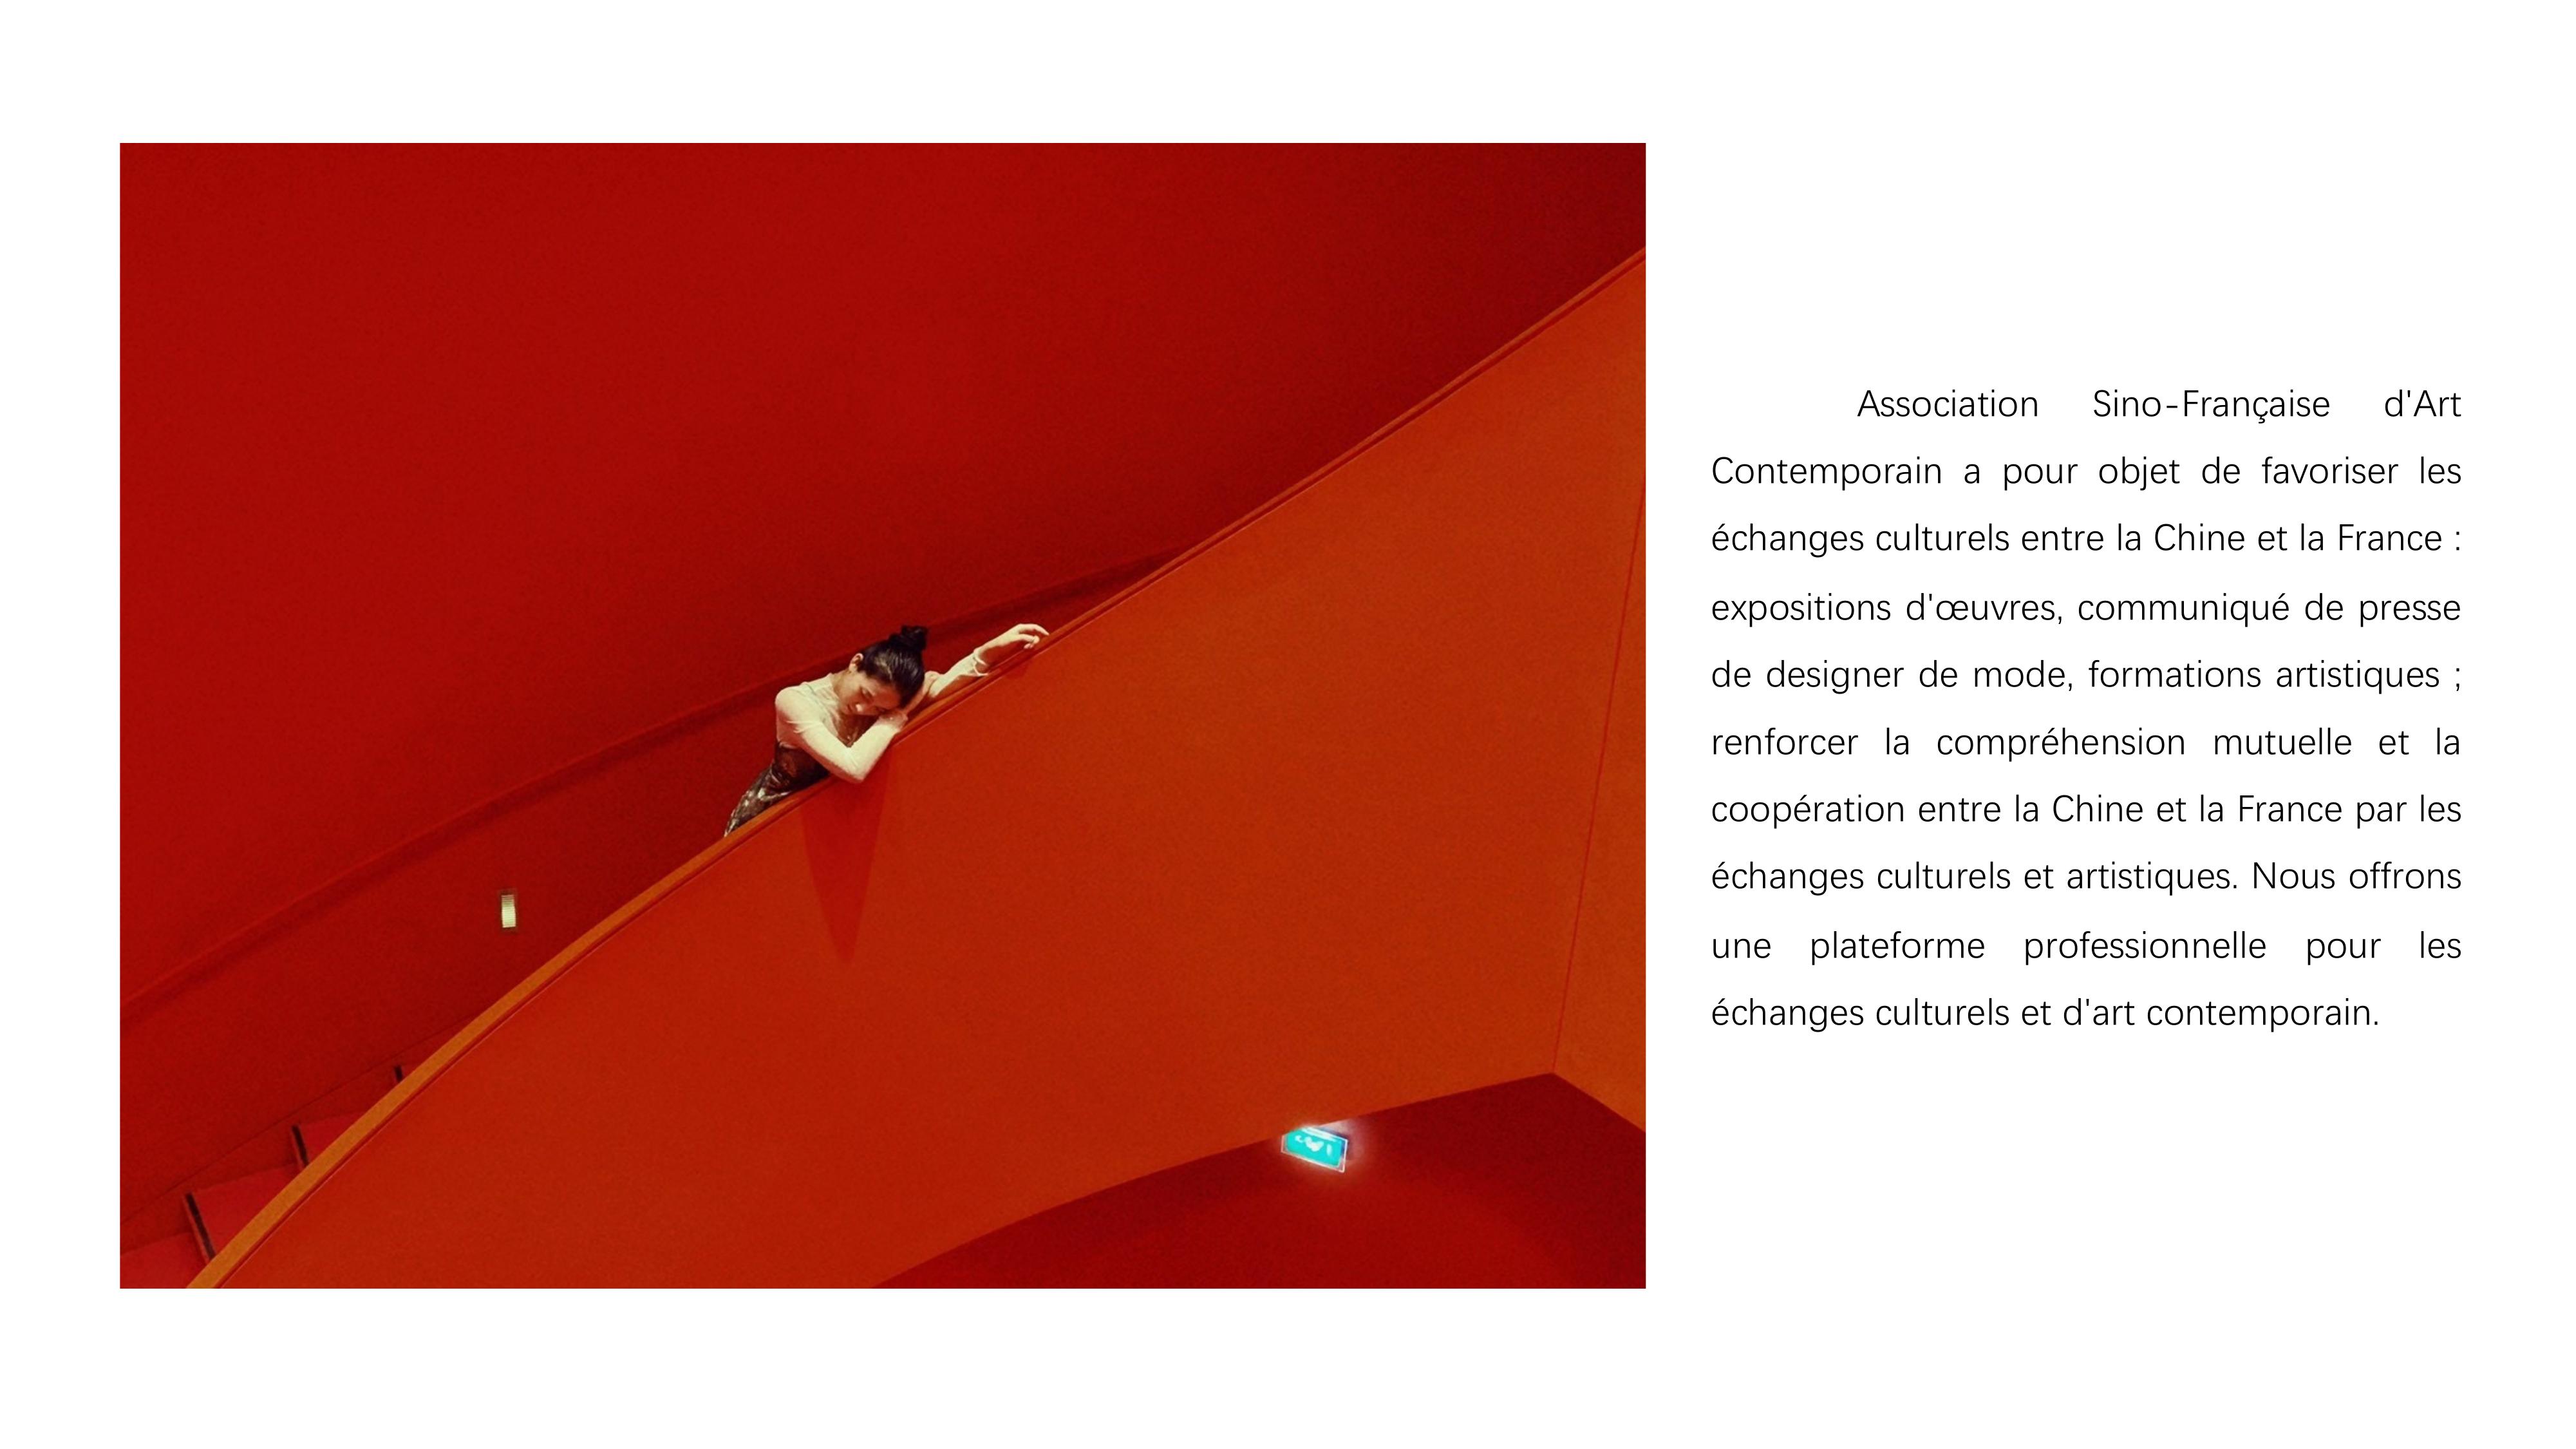 Association Sino-Française d'Art
Contemporain a pour objet de favoriser les
échanges culturels entre la Chine et la France :
expositions d'œuvres, communiqué de presse
de designer de mode, formations artistiques ;
renforcer la compréhension mutuelle et la
coopération entre la Chine et la France par les
échanges culturels et artistiques. Nous offrons
une plateforme professionnelle pour les
échanges culturels et d'art contemporain.